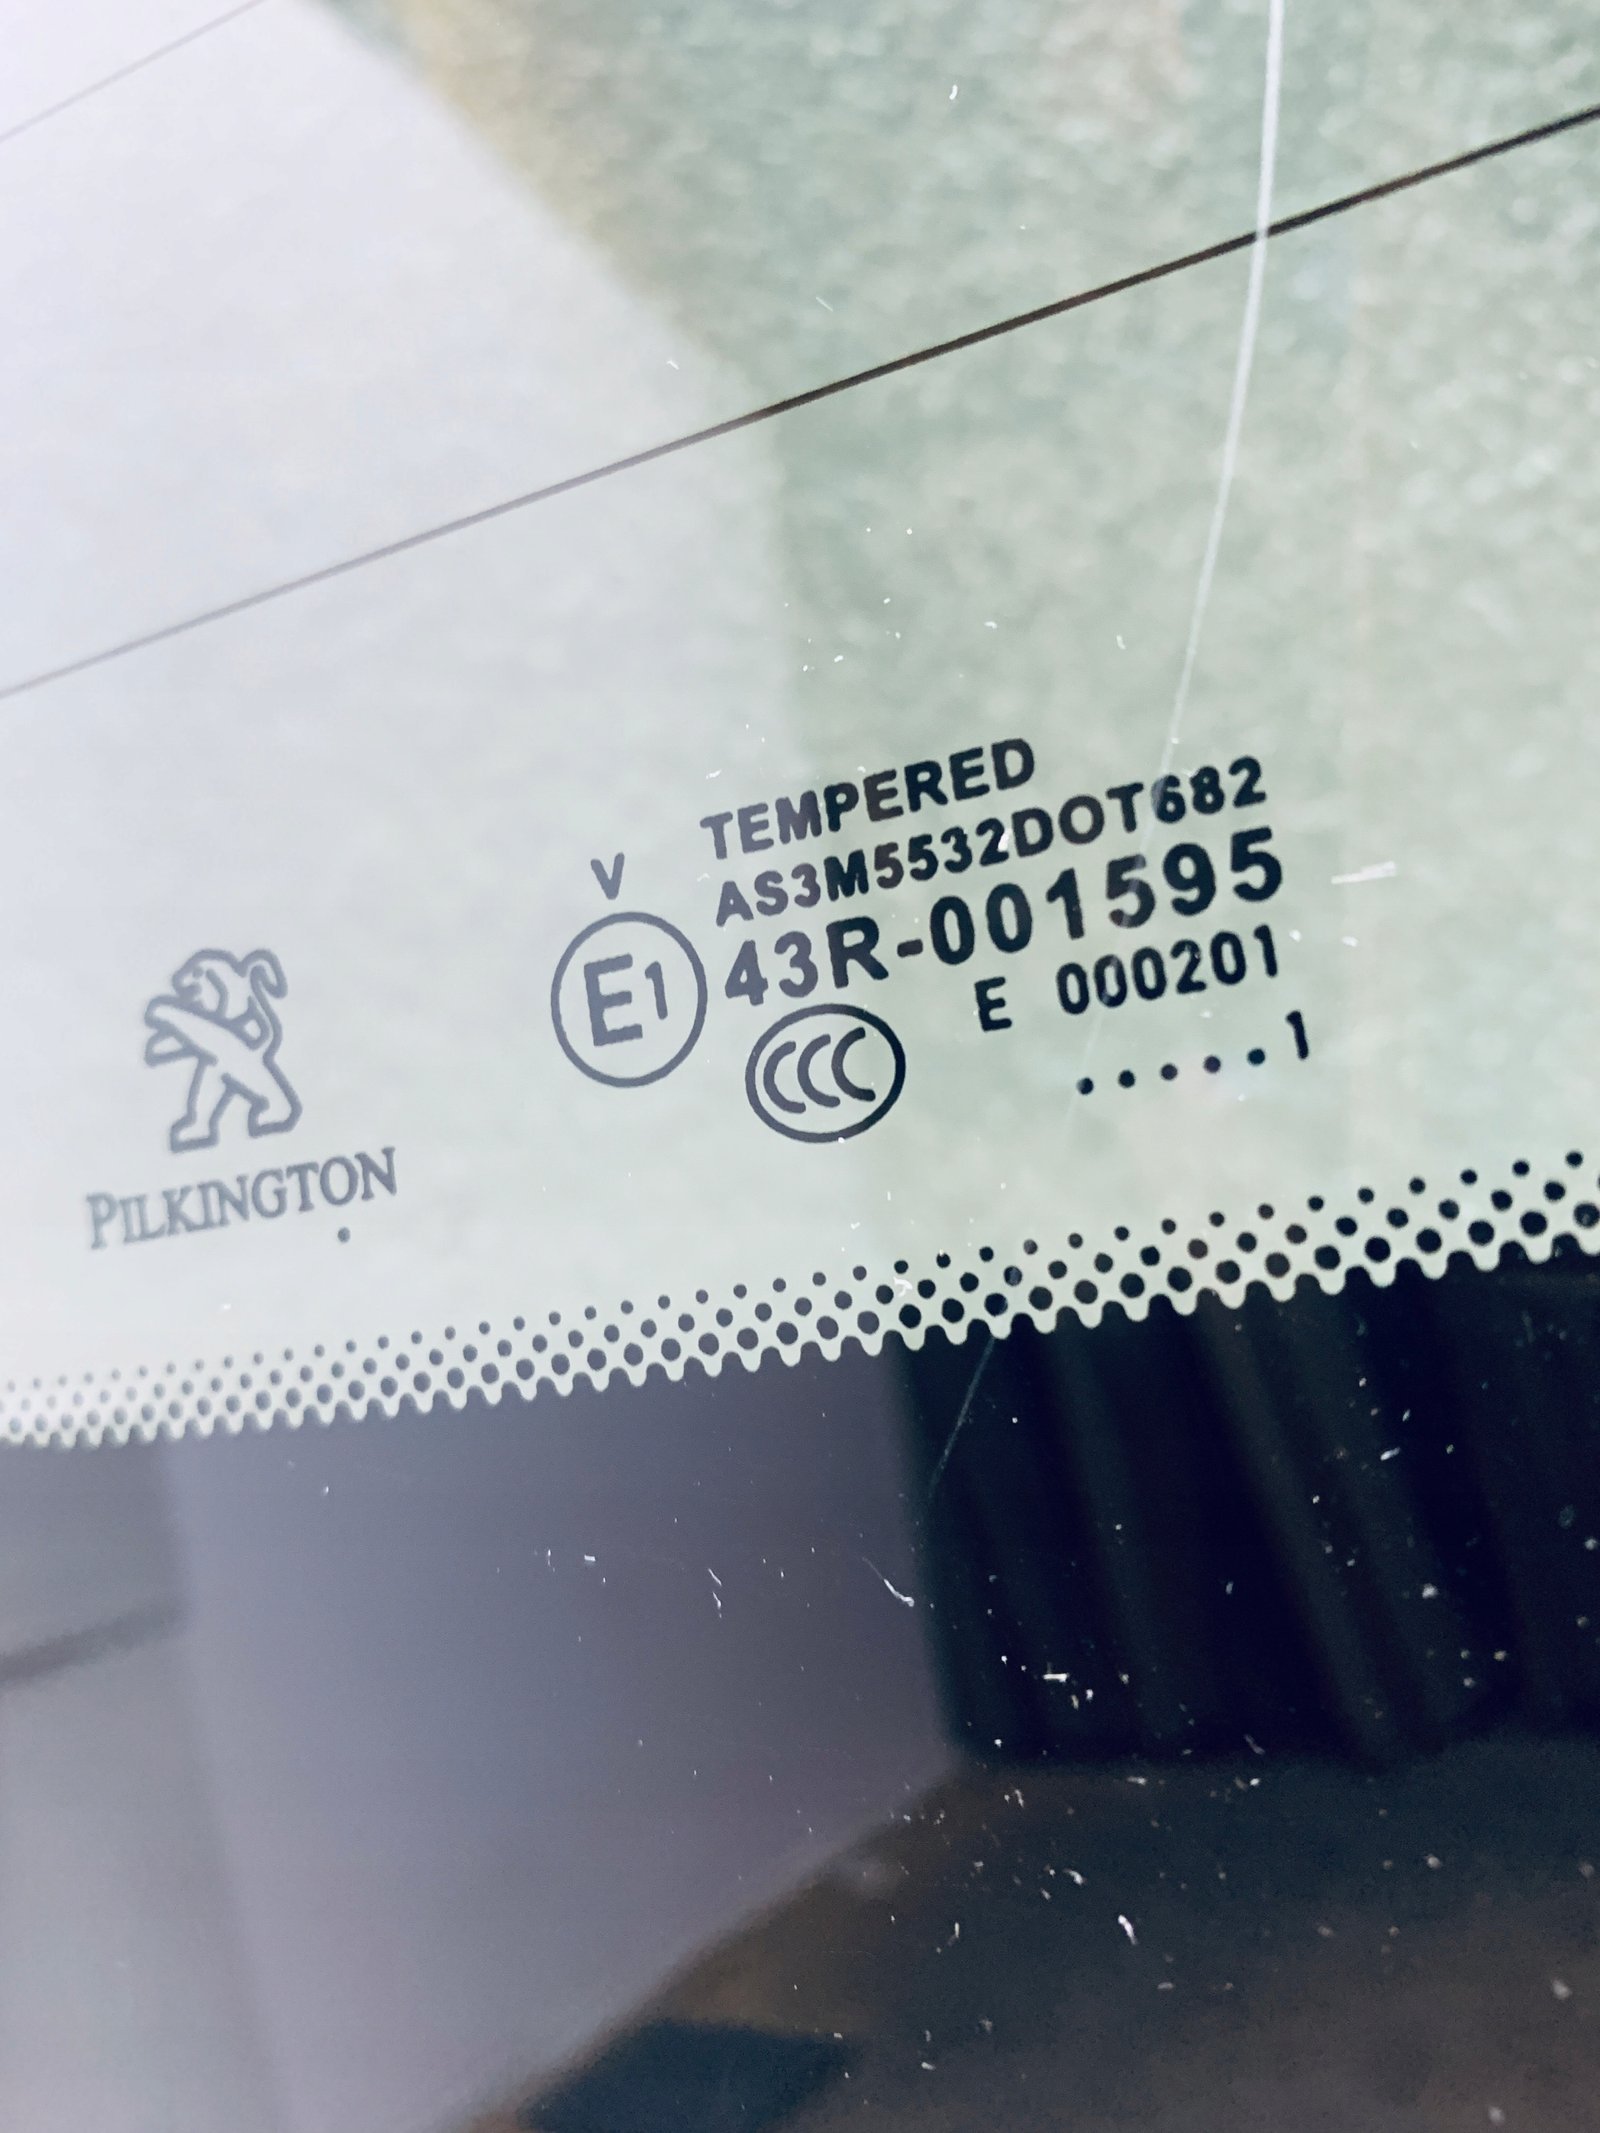 TEMPERED
AS3M5532DOT682
V
E1 43R-001595
CCC
E 000201
.....1
PILKINGTON